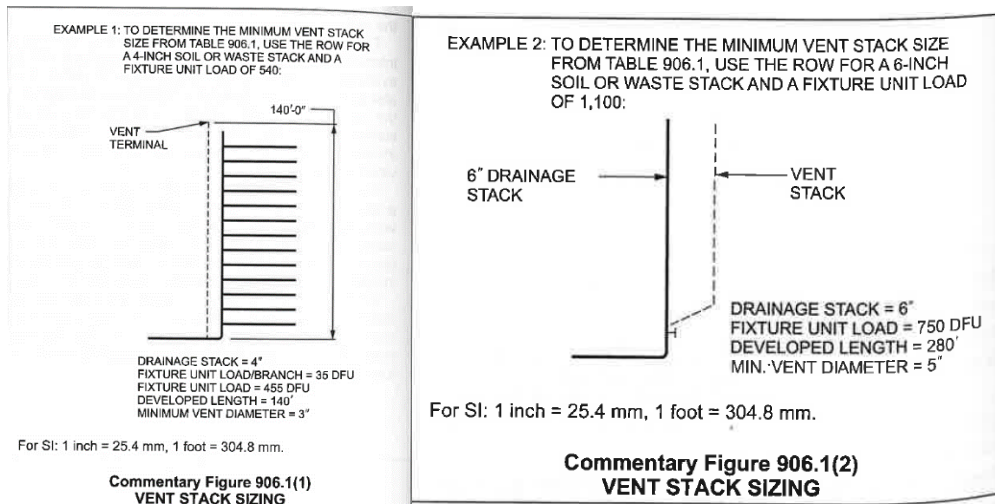 EXAMPLE 1: TO DETERMINE THE MINIMUM VENT STACK
SIZE FROM TABLE 906.1, USE THE ROW FOR
A 4-INCH SOIL OR WASTE STACK AND A
FIXTURE UNIT LOAD OF 540:
140'-0"
VENT
TERMINAL
DRAINAGE STACK = 4"
FIXTURE UNIT LOAD/BRANCH = 35 DFU
FIXTURE UNIT LOAD = 455 DFU
DEVELOPED LENGTH = 140'
MINIMUM VENT DIAMETER = 3"
For SI: 1 inch = 25.4 mm, 1 foot = 304.8 mm.
Commentary Figure 906.1(1)
VENT STACK SIZING
EXAMPLE 2: TO DETERMINE THE MINIMUM VENT STACK SIZE
FROM TABLE 906.1, USE THE ROW FOR A 6-INCH
SOIL OR WASTE STACK AND A FIXTURE UNIT LOAD
OF 1,100:
6" DRAINAGE
STACK
VENT
STACK
DRAINAGE STACK = 6"
FIXTURE UNIT LOAD = 750 DFU
DEVELOPED LENGTH = 280'
MIN. VENT DIAMETER = 5"
For SI: 1 inch = 25.4 mm, 1 foot = 304.8 mm.
Commentary Figure 906.1(2)
VENT STACK SIZING